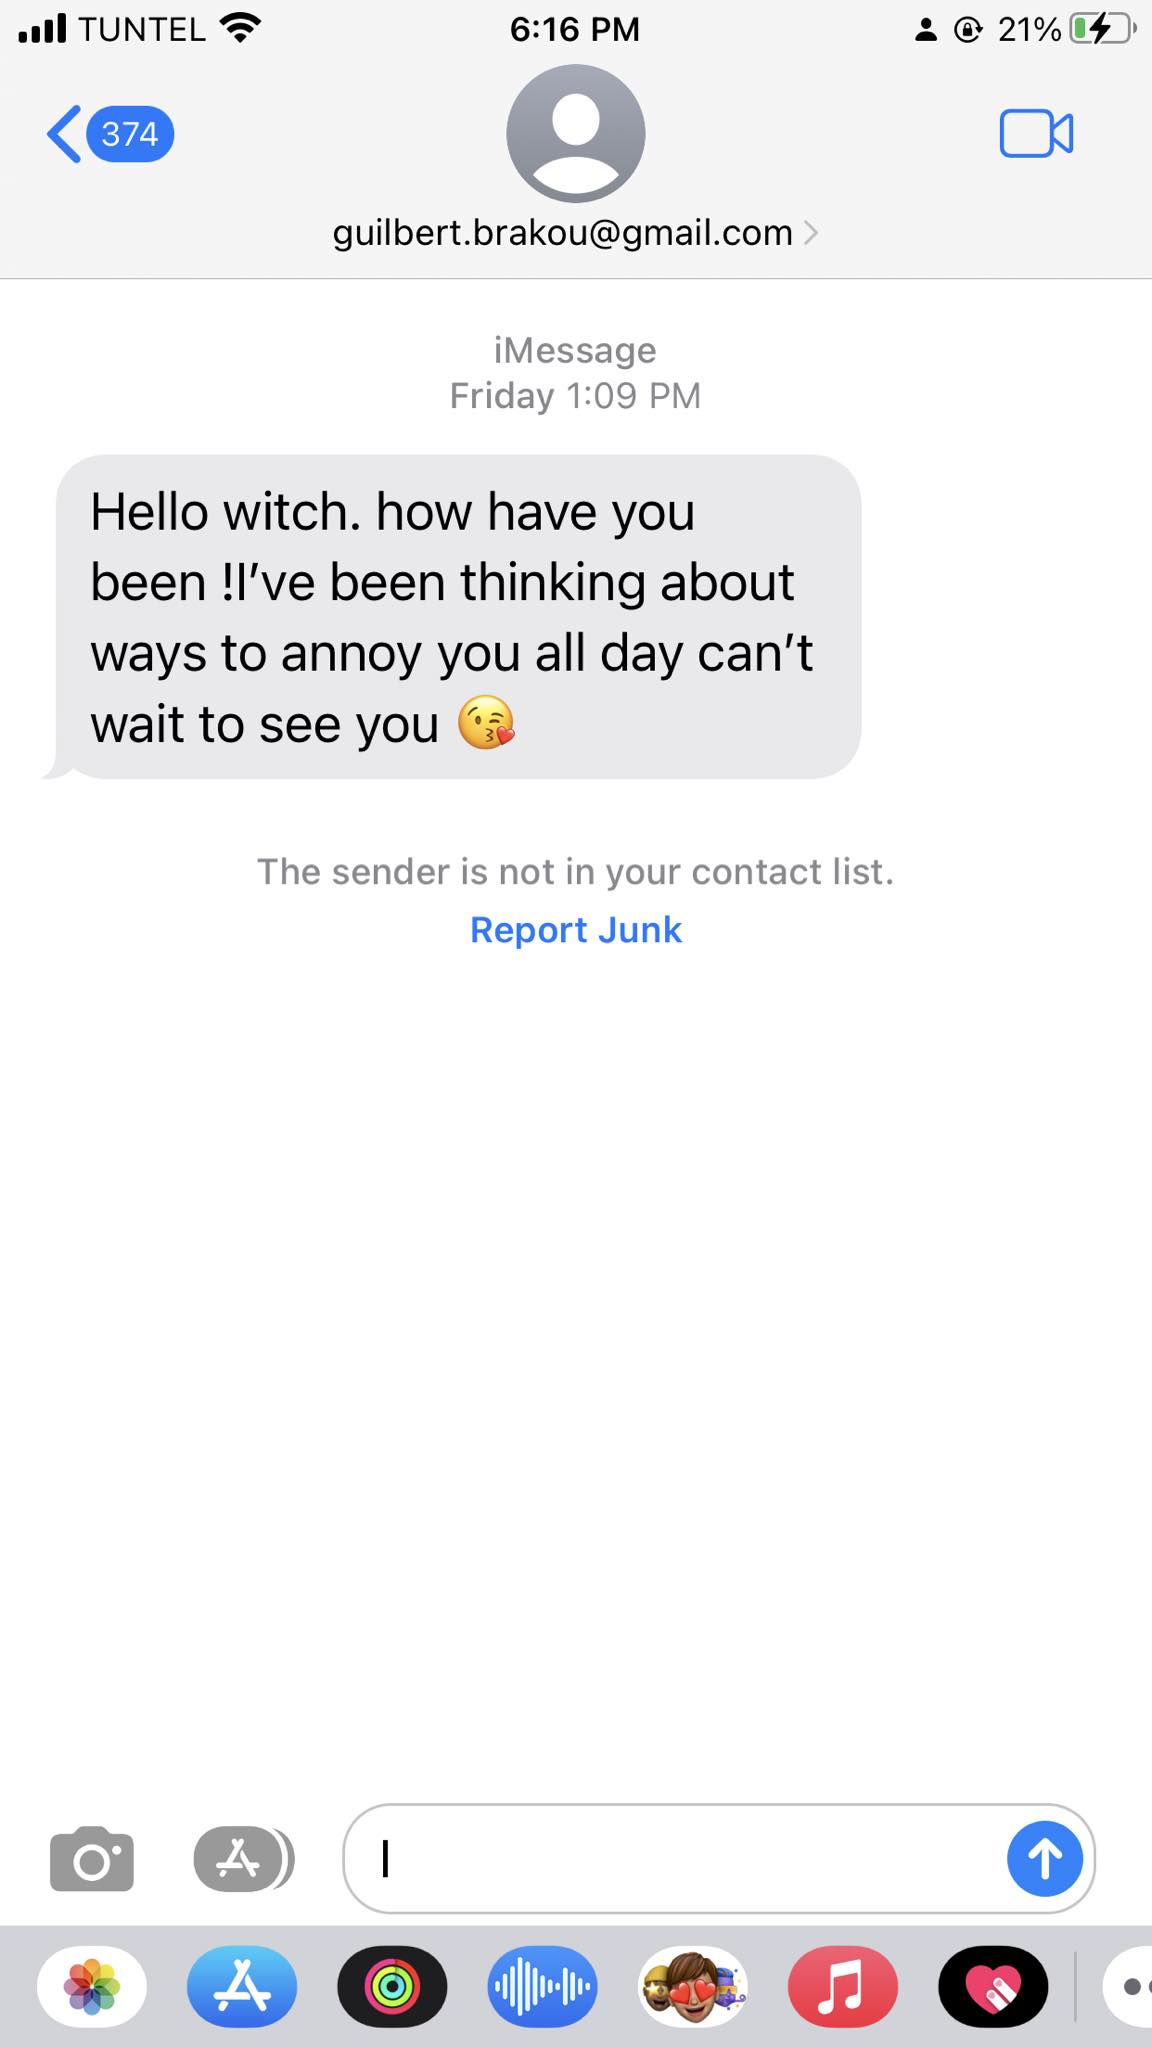 TUNTEL 6:16 PM 21%
374
guilbert.brakou@gmail.com
iMessage
Friday 1:09 PM
Hello witch. how have you
been !I’ve been thinking about
ways to annoy you all day can’t
wait to see you 😘
The sender is not in your contact list.
Report Junk